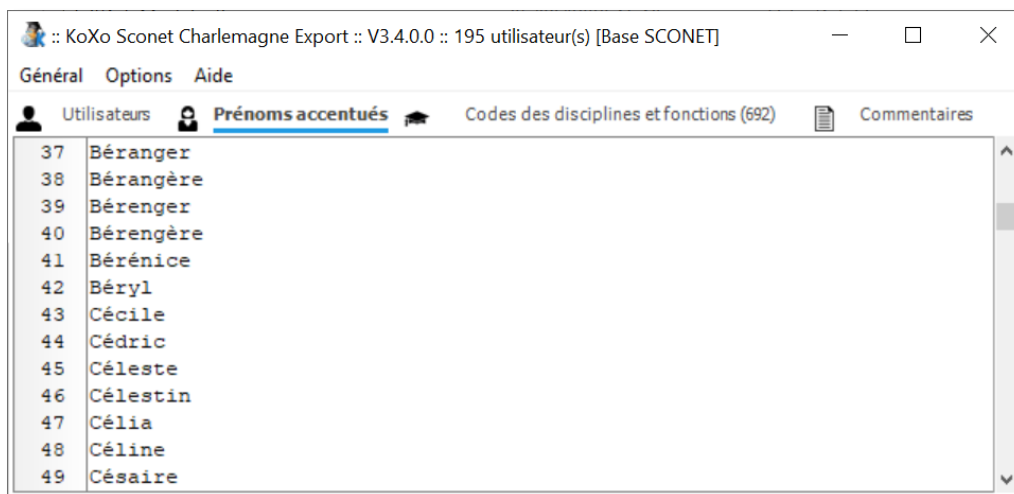 :: KoXo Sconet Charlemagne Export :: V3.4.0.0 :: 195 utilisateur(s) [Base SCONET]
Général Options Aide
Utilisateurs Prénoms accentués Codes des disciplines et fonctions (692) Commentaires
37 Béranger
38 Bérangère
39 Bérenger
40 Bérengère
41 Bérénice
42 Béryl
43 Cécile
44 Cédric
45 Céleste
46 Célestin
47 Célia
48 Céline
49 Césaire